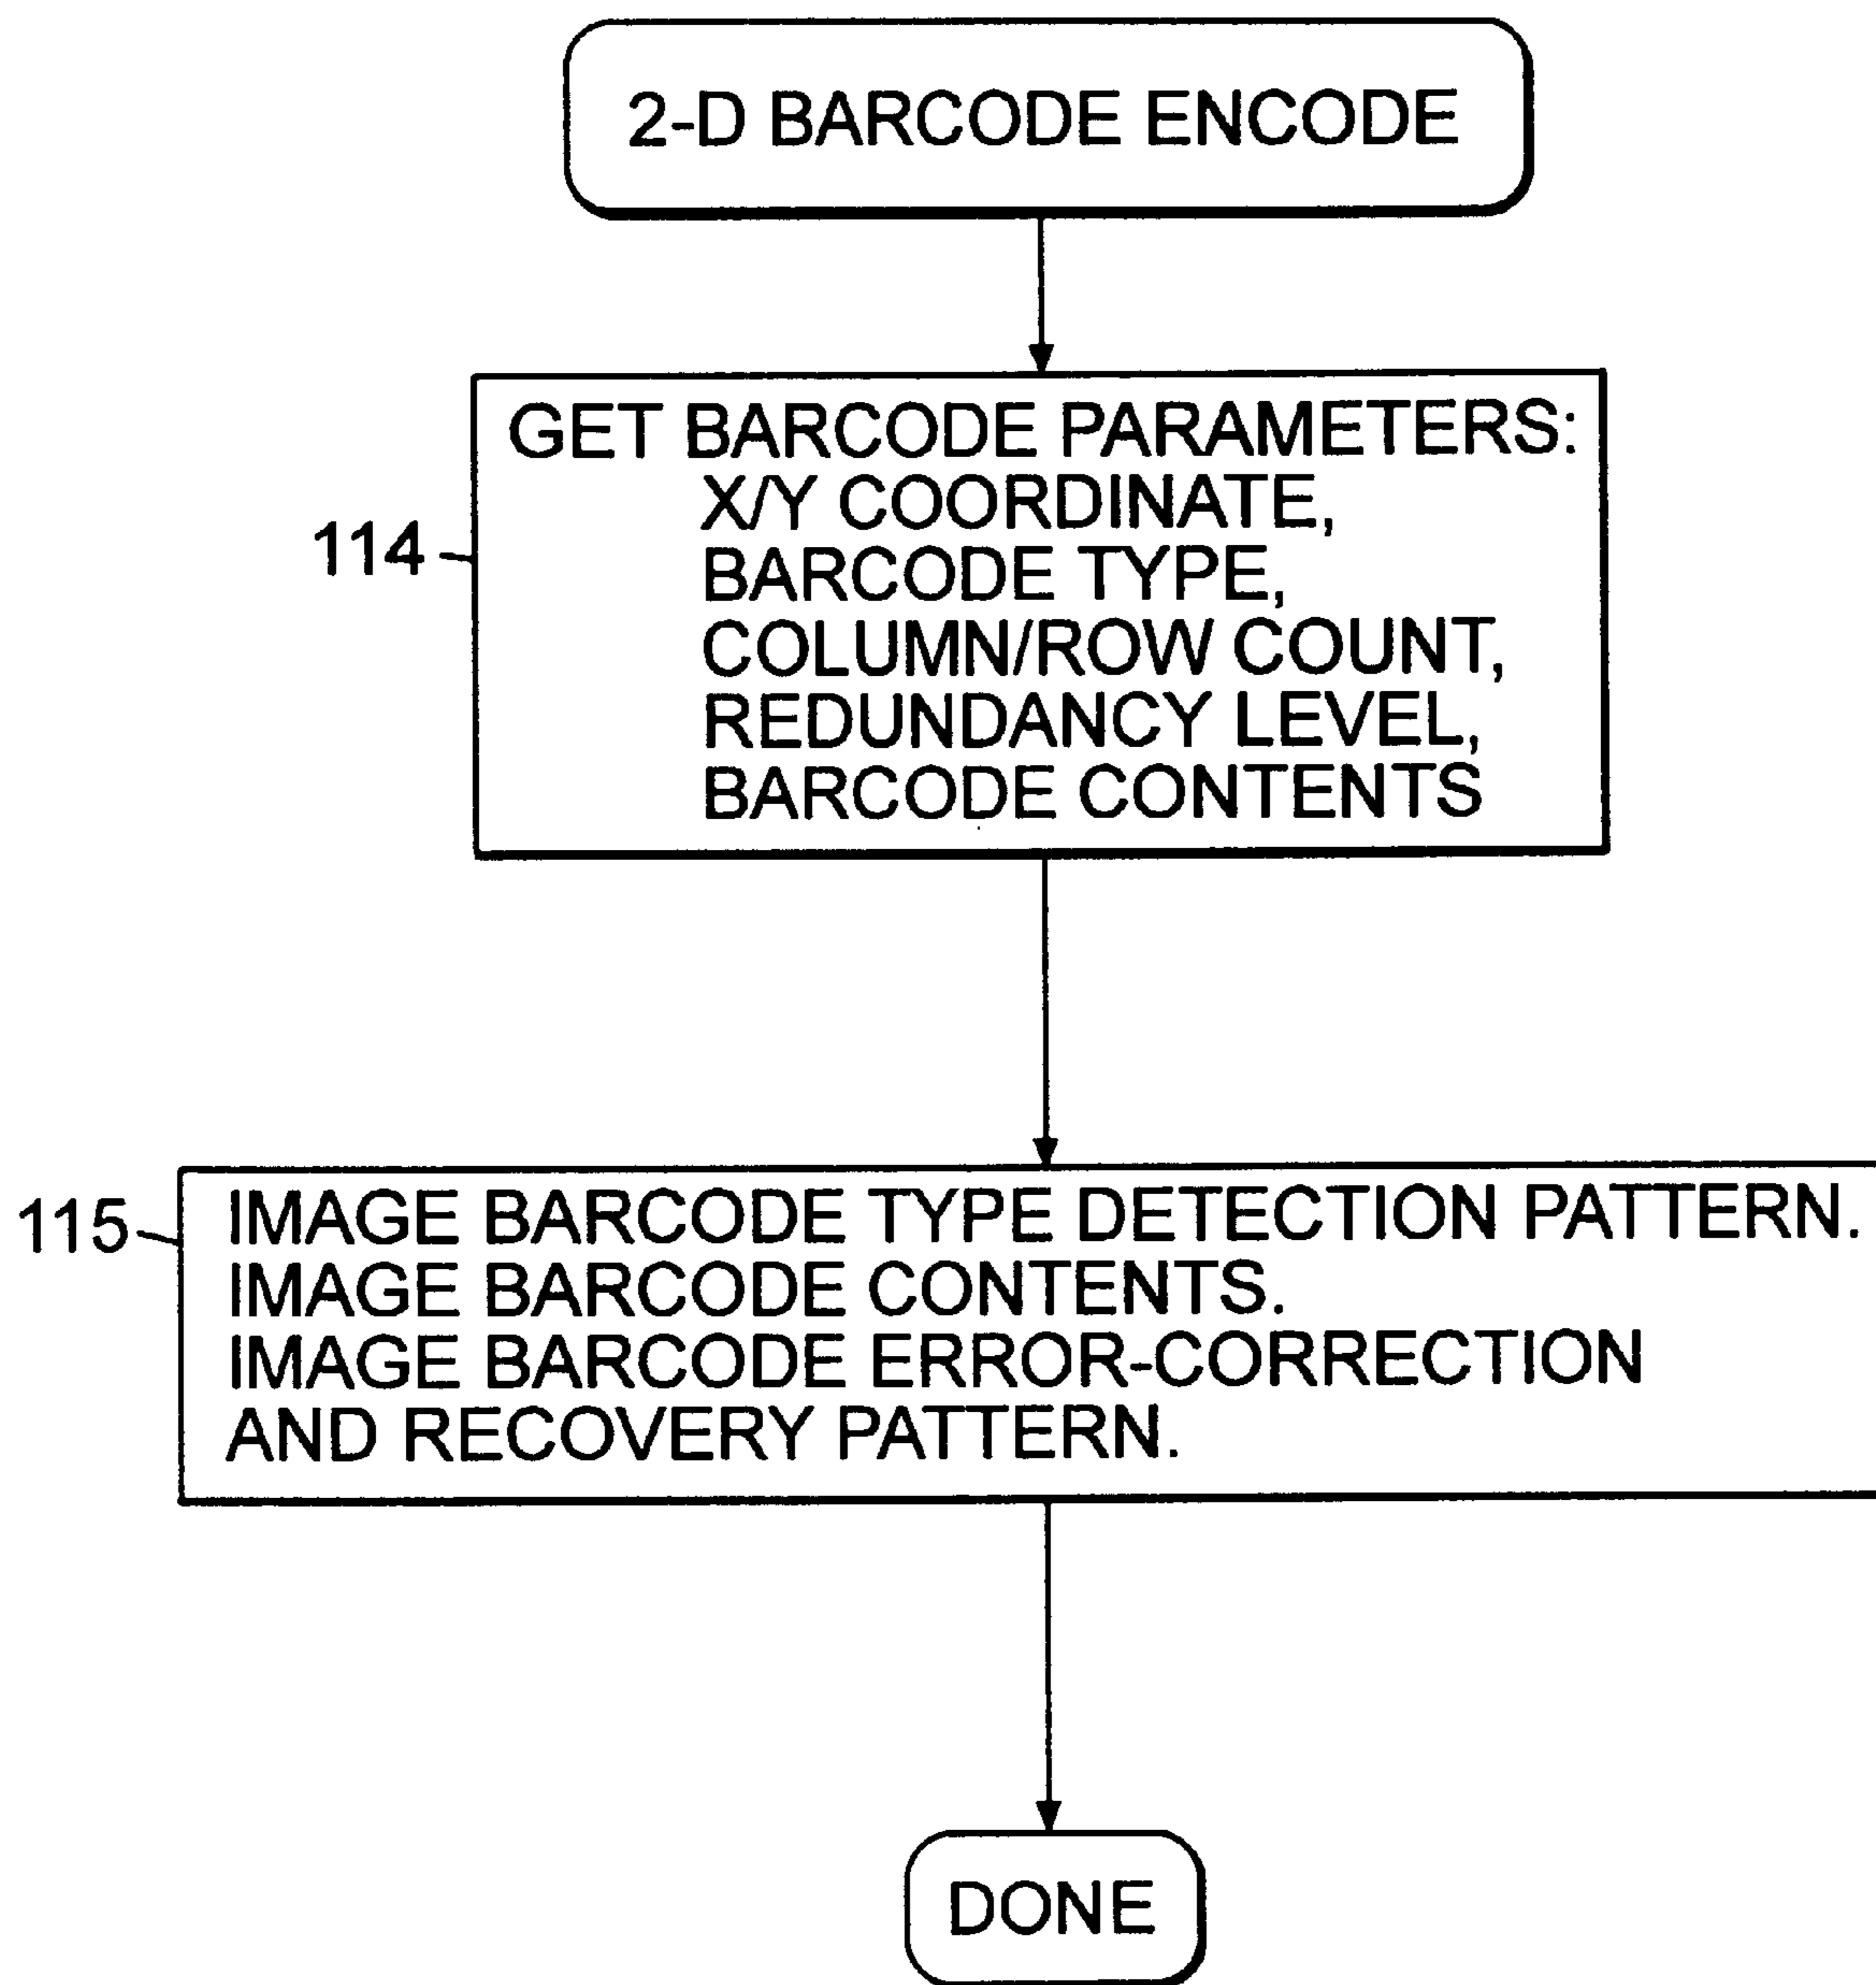 2-D BARCODE ENCODE
GET BARCODE PARAMETERS:
X/Y COORDINATE,
114
BARCODE TYPE,
COLUMN/ROW COUNT,
REDUNDANCY LEVEL,
BARCODE CONTENTS
115
IMAGE BARCODE TYPE DETECTION PATTERN.
IMAGE BARCODE CONTENTS.
IMAGE BARCODE ERROR-CORRECTION
AND RECOVERY PATTERN.
DONE